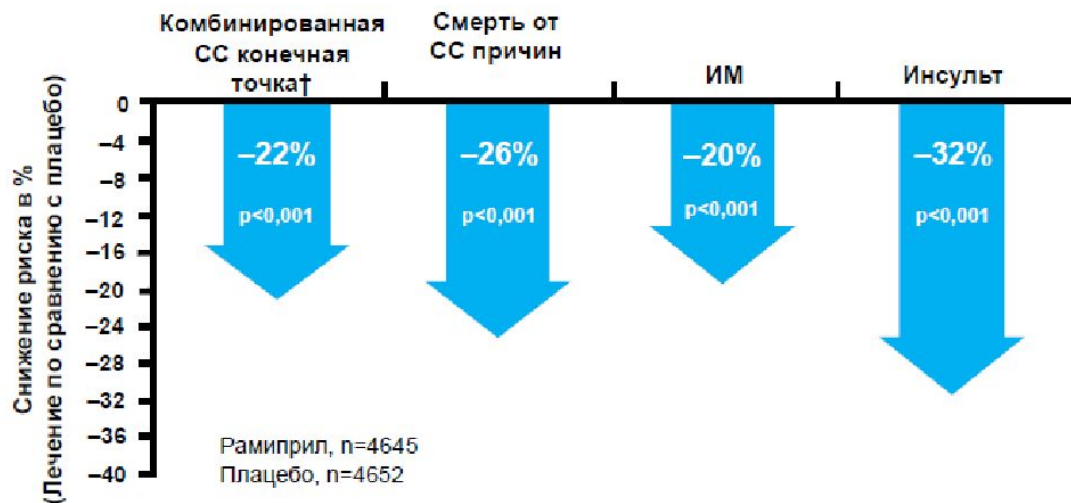 Комбинированная
СС конечная
точка†
Смерть от
СС причин
ИМ
Инсульт
Снижение риска в %
(Лечение по сравнению с плацебо)
0
–4
–8
–12
–16
–20
–24
–28
–32
–36
–40
–22%
p<0,001
–26%
p<0,001
–20%
p<0,001
–32%
p<0,001
Рамиприл, n=4645
Плацебо, n=4652